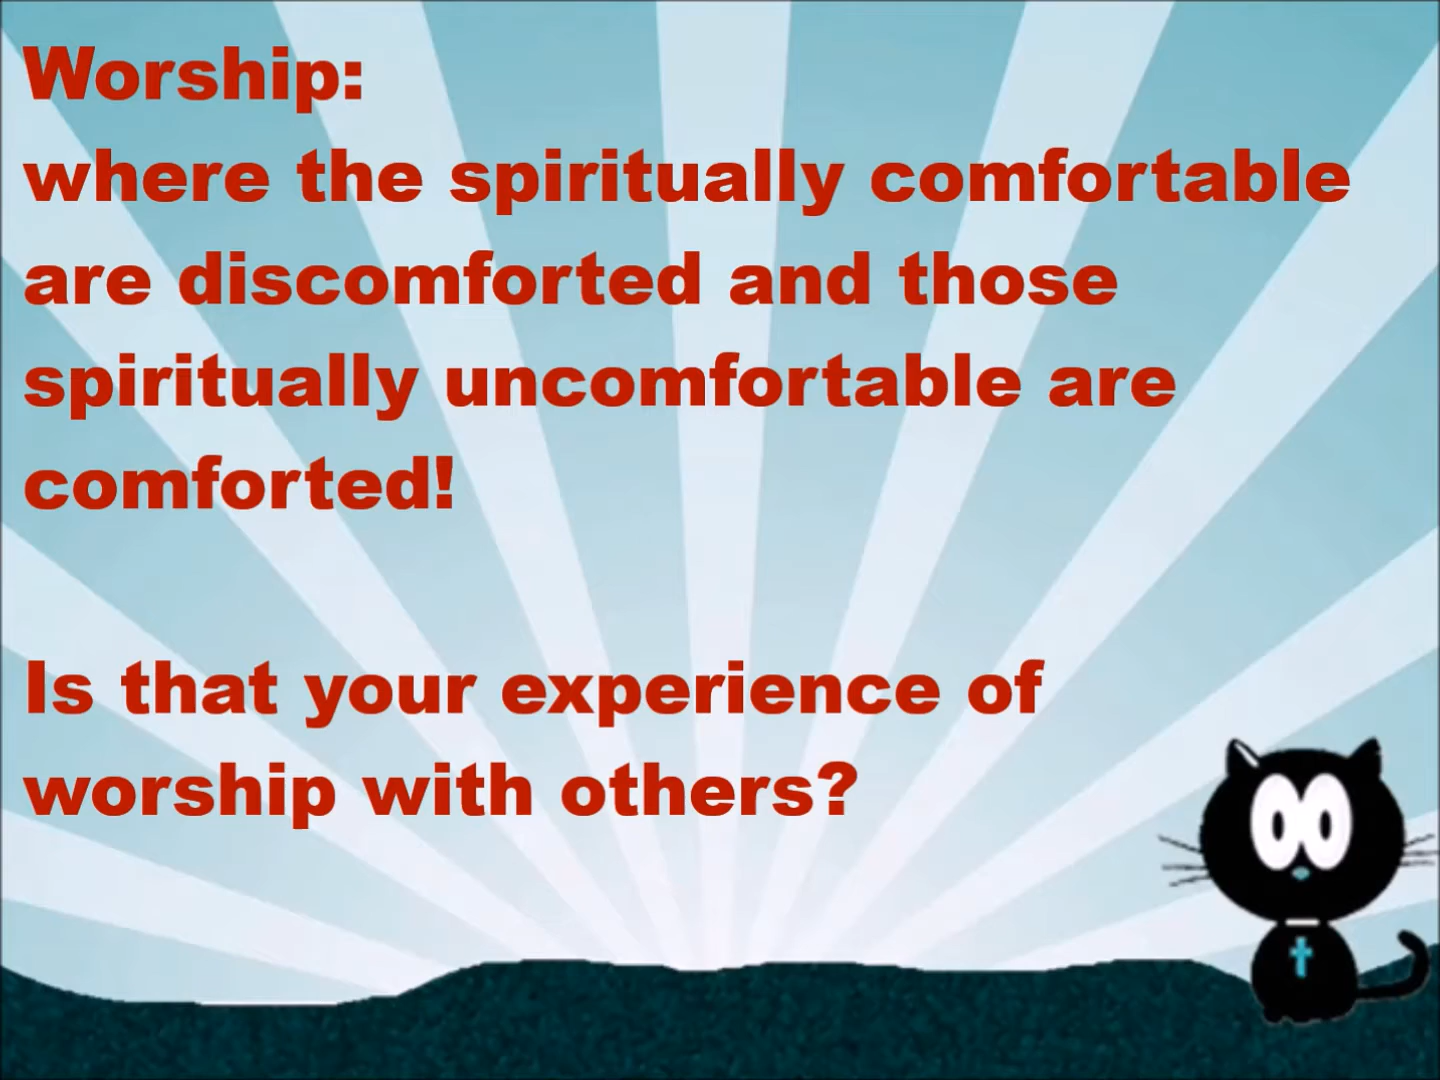 Worship:
where the spiritually comfortable
are discomforted and those
spiritually uncomfortable are
comforted!
Is that your experience of
worship with others?